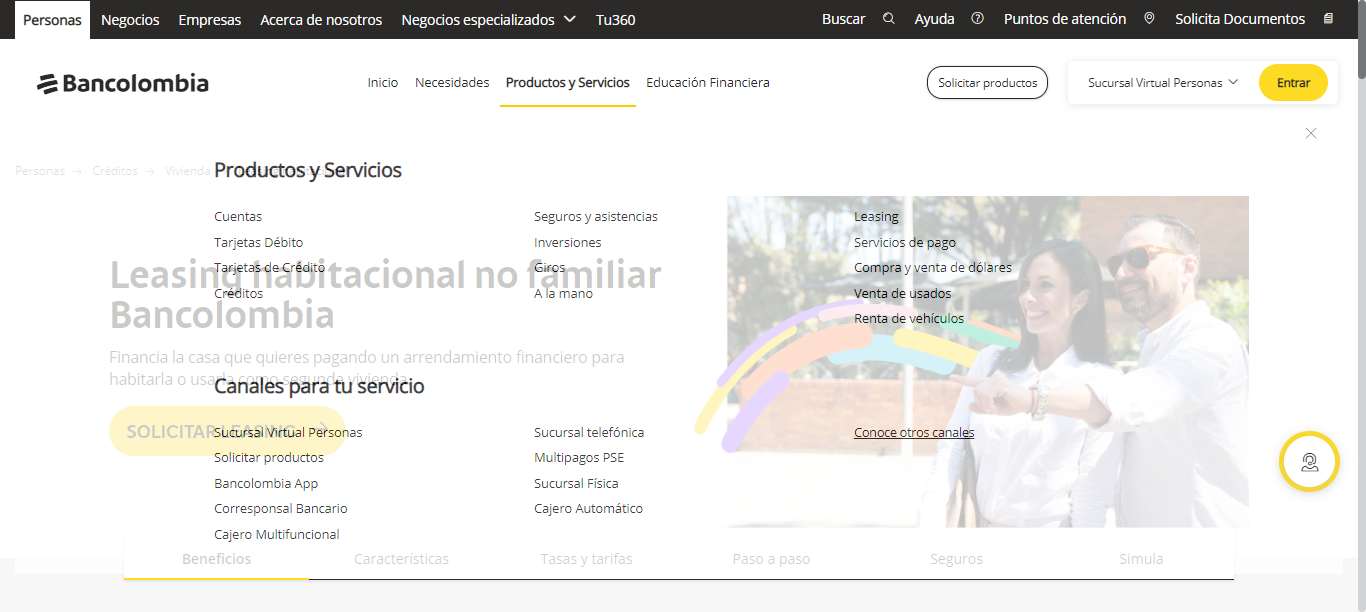 Personas Negocios Empresas Acerca de nosotros Negocios especializados Tu360 Buscar Ayuda Puntos de atención Solicita Documentos
Bancolombia Inicio Necesidades Productos y Servicios Educación Financiera Solicitar productos Sucursal Virtual Personas Entrar
Personas → Créditos → Vivienda
Productos y Servicios
Cuentas Seguros y asistencias Leasing
Tarjetas Débito Inversiones Servicios de pago
Tarjetas de Crédito Giros Compra y venta de dólares
Créditos A la mano Venta de usados
Renta de vehículos
Leasing habitacional no familiar
Bancolombia
Financia la casa que quieres pagando un arrendamiento financiero para
habitarla o usarla como segunda vivienda
Canales para tu servicio
SOLICITAR LEASING
Sucursal Virtual Personas Sucursal telefónica Conoce otros canales
Solicitar productos Multipagos PSE
Bancolombia App Sucursal Física
Corresponsal Bancario Cajero Automático
Cajero Multifuncional
Beneficios Características Tasas y tarifas Paso a paso Seguros Simula